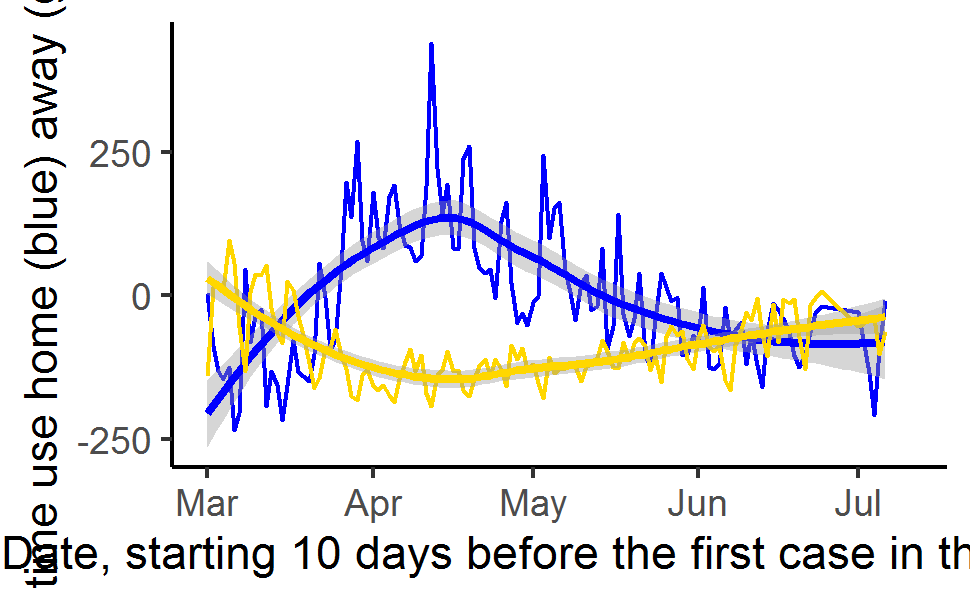 time use home (blue) away (
250
0
-250
Mar Apr May Jun Jul
Date, starting 10 days before the first case in th